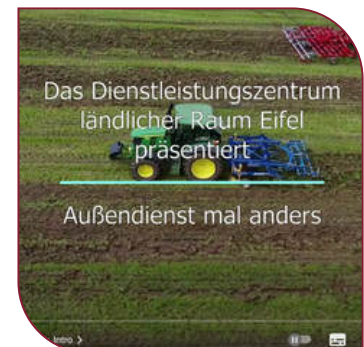 Das Dienstleistungszentrum
ländlicher Raum Eifel
präsentiert
Außendienst mal anders
Intro